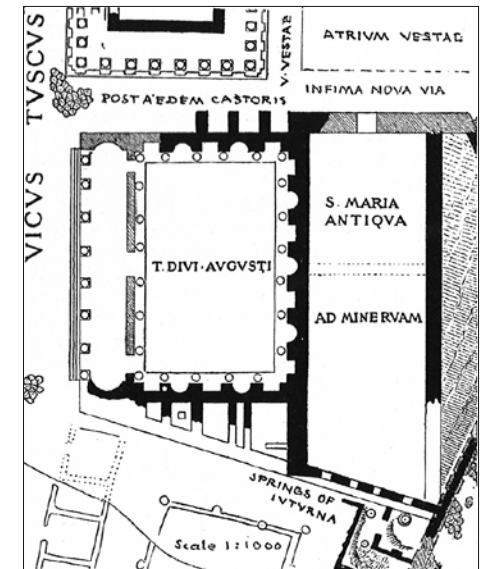 VICVS TVSCVS
V. VESTAE
ATRIVM VESTAE
POST AEDEM CASTORIS
INFIMA NOVA VIA
S. MARIA
ANTIQVA
T. DIVI·AVGVSTI
AD MINERVAM
SPRINGS OF
IVTVRNA
Scale 1:1000